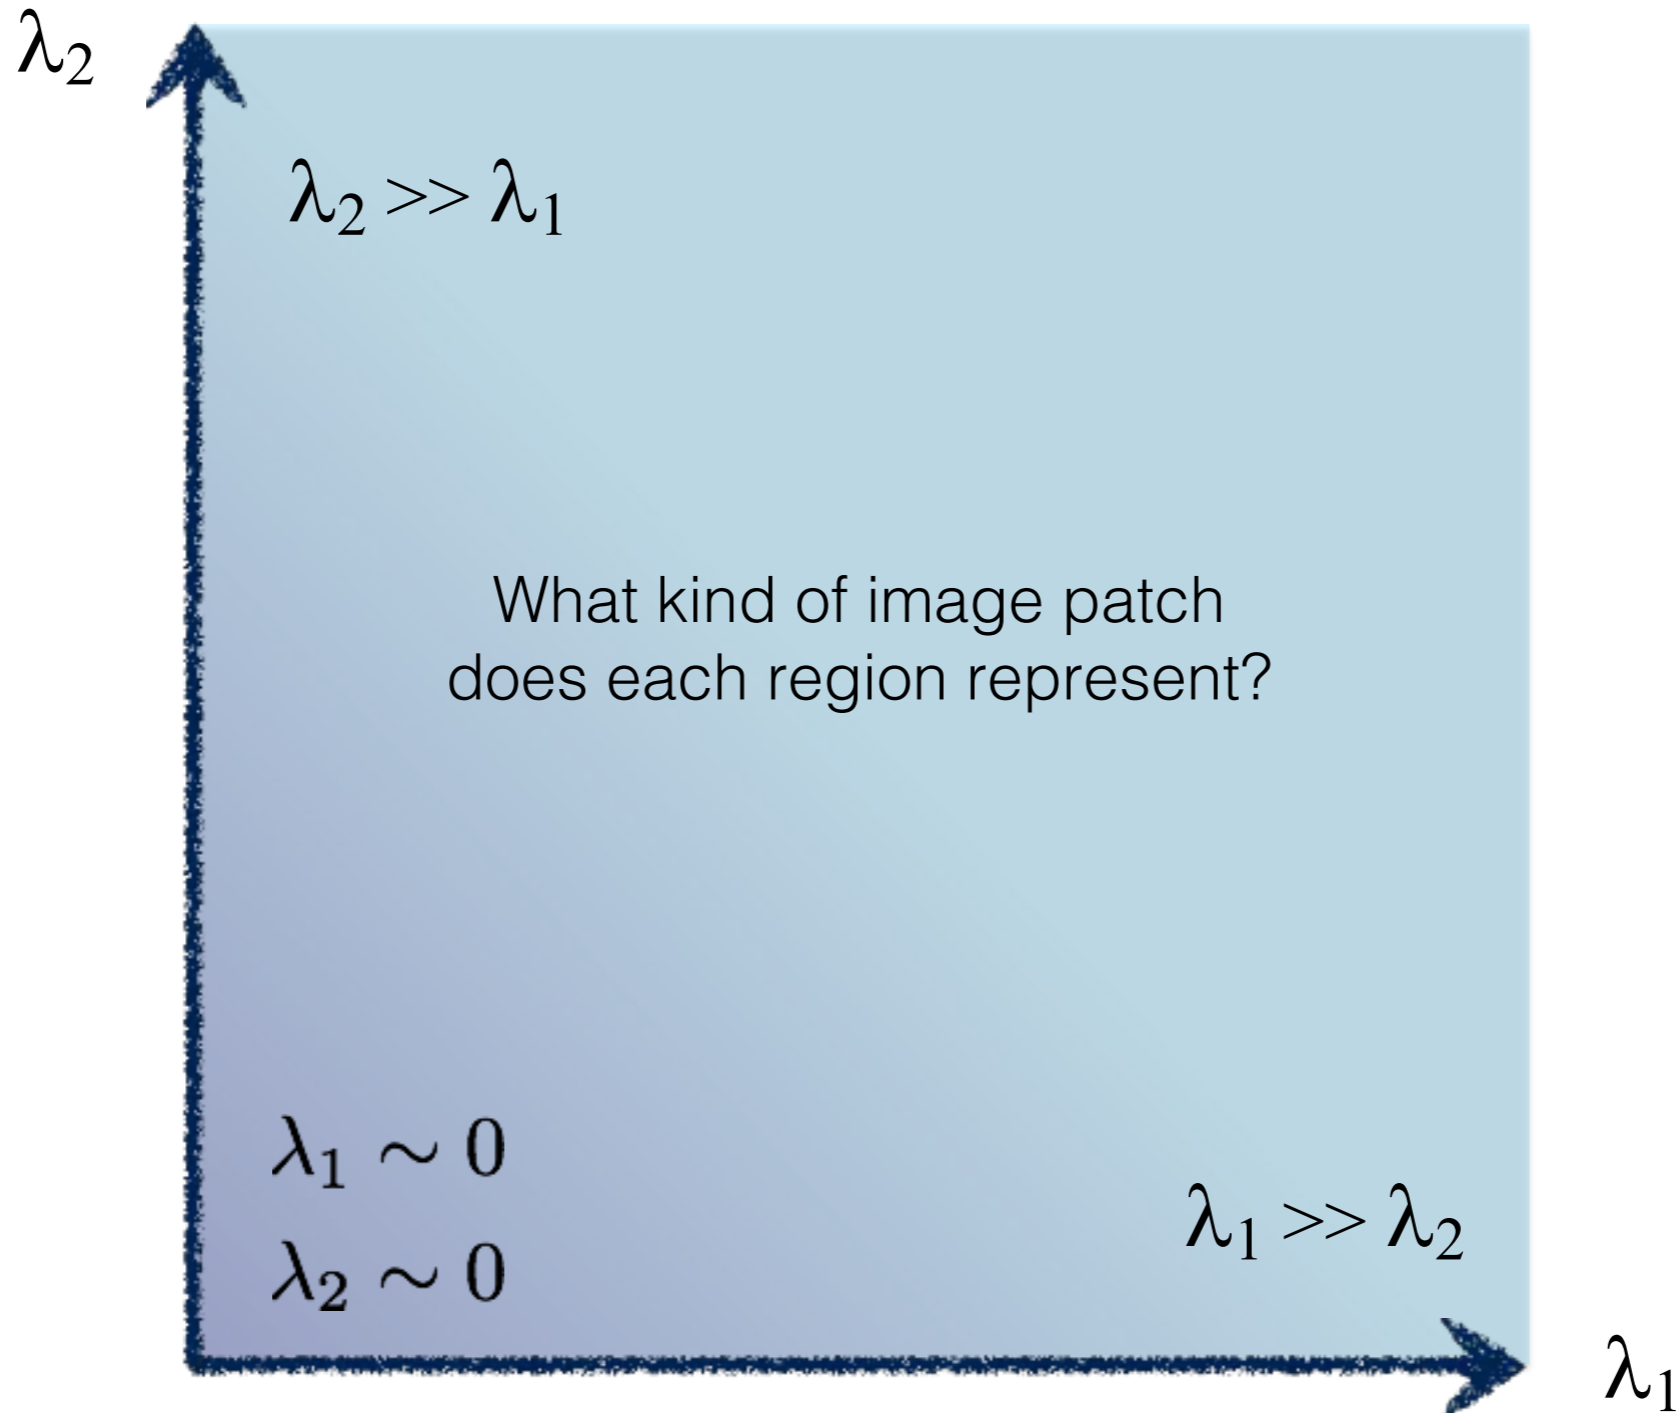 λ₂
λ₂ >> λ₁
What kind of image patch
does each region represent?
λ₁ ∼ 0
λ₂ ∼ 0
λ₁ >> λ₂
λ₁